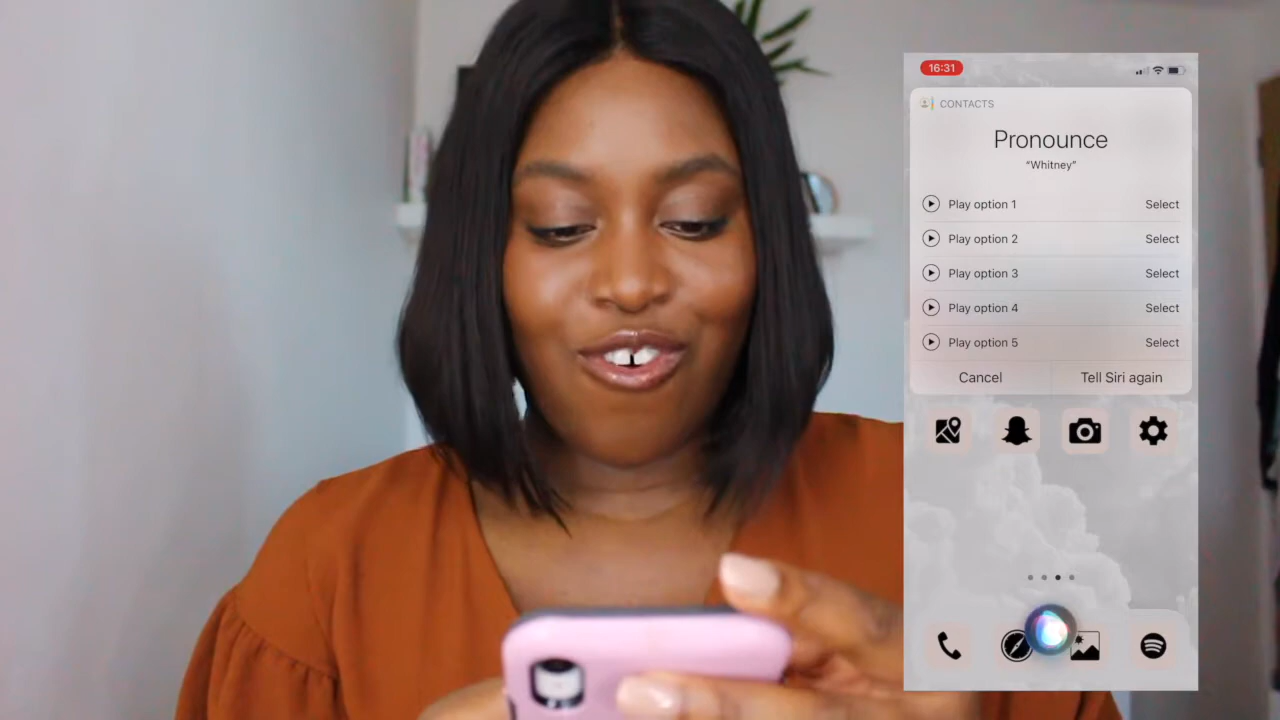 16:31
CONTACTS
Pronounce
“Whitney”
Play option 1 Select
Play option 2 Select
Play option 3 Select
Play option 4 Select
Play option 5 Select
Cancel Tell Siri again